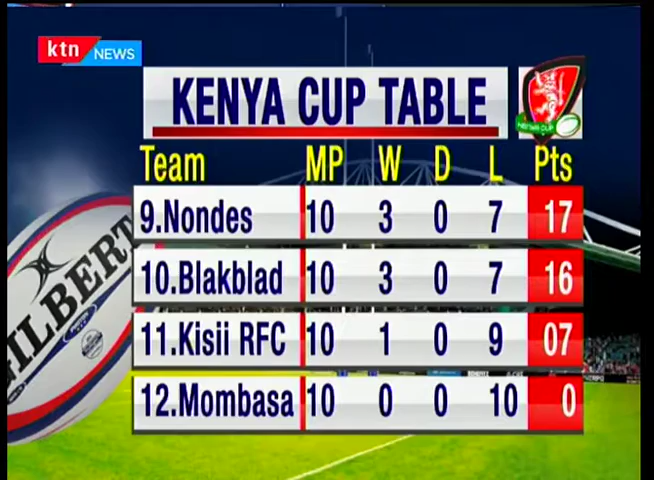 ktn NEWS
KENYA CUP TABLE
KENYA CUP
Team MP W D L Pts
9.Nondes 10 3 0 7 17
10.Blakblad 10 3 0 7 16
11.Kisii RFC 10 1 0 9 07
12.Mombasa 10 0 0 10 0
GILBERT